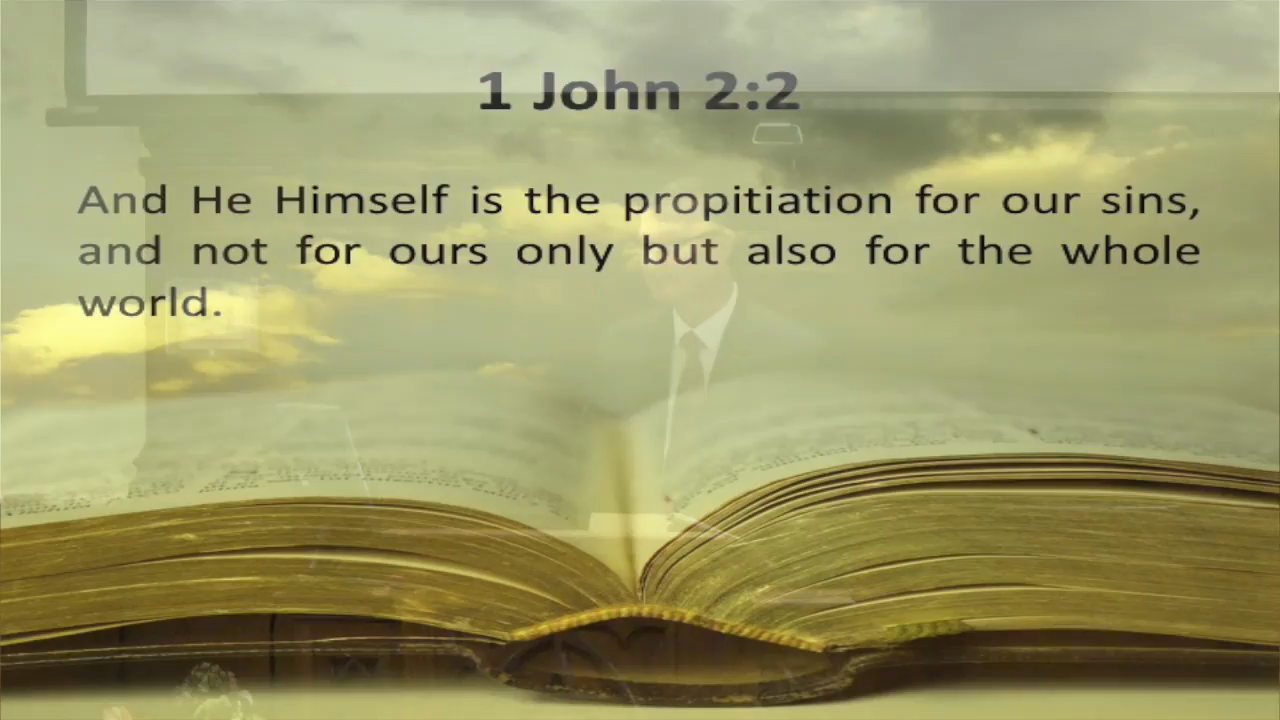 1 John 2:2
And He Himself is the propitiation for our sins,
and not for ours only but also for the whole
world.